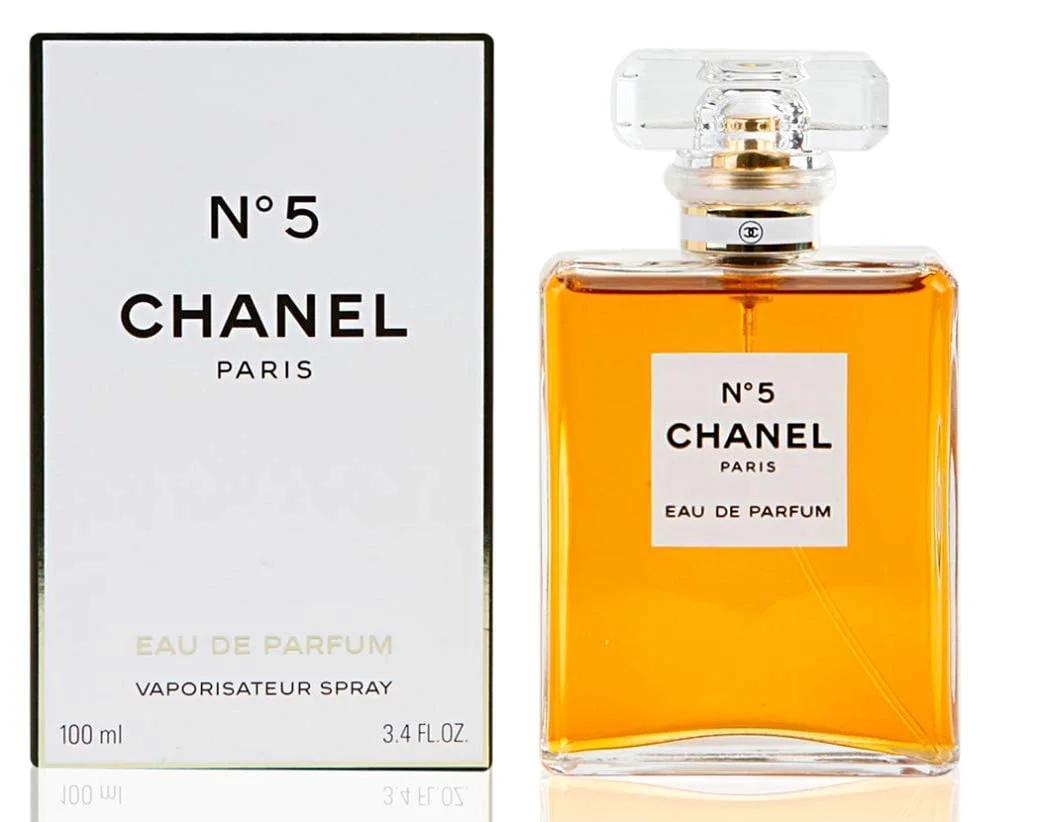 N°5
CHANEL
PARIS
EAU DE PARFUM
VAPORISATEUR SPRAY
100 ml 3.4 FL.OZ.
N°5
CHANEL
PARIS
EAU DE PARFUM